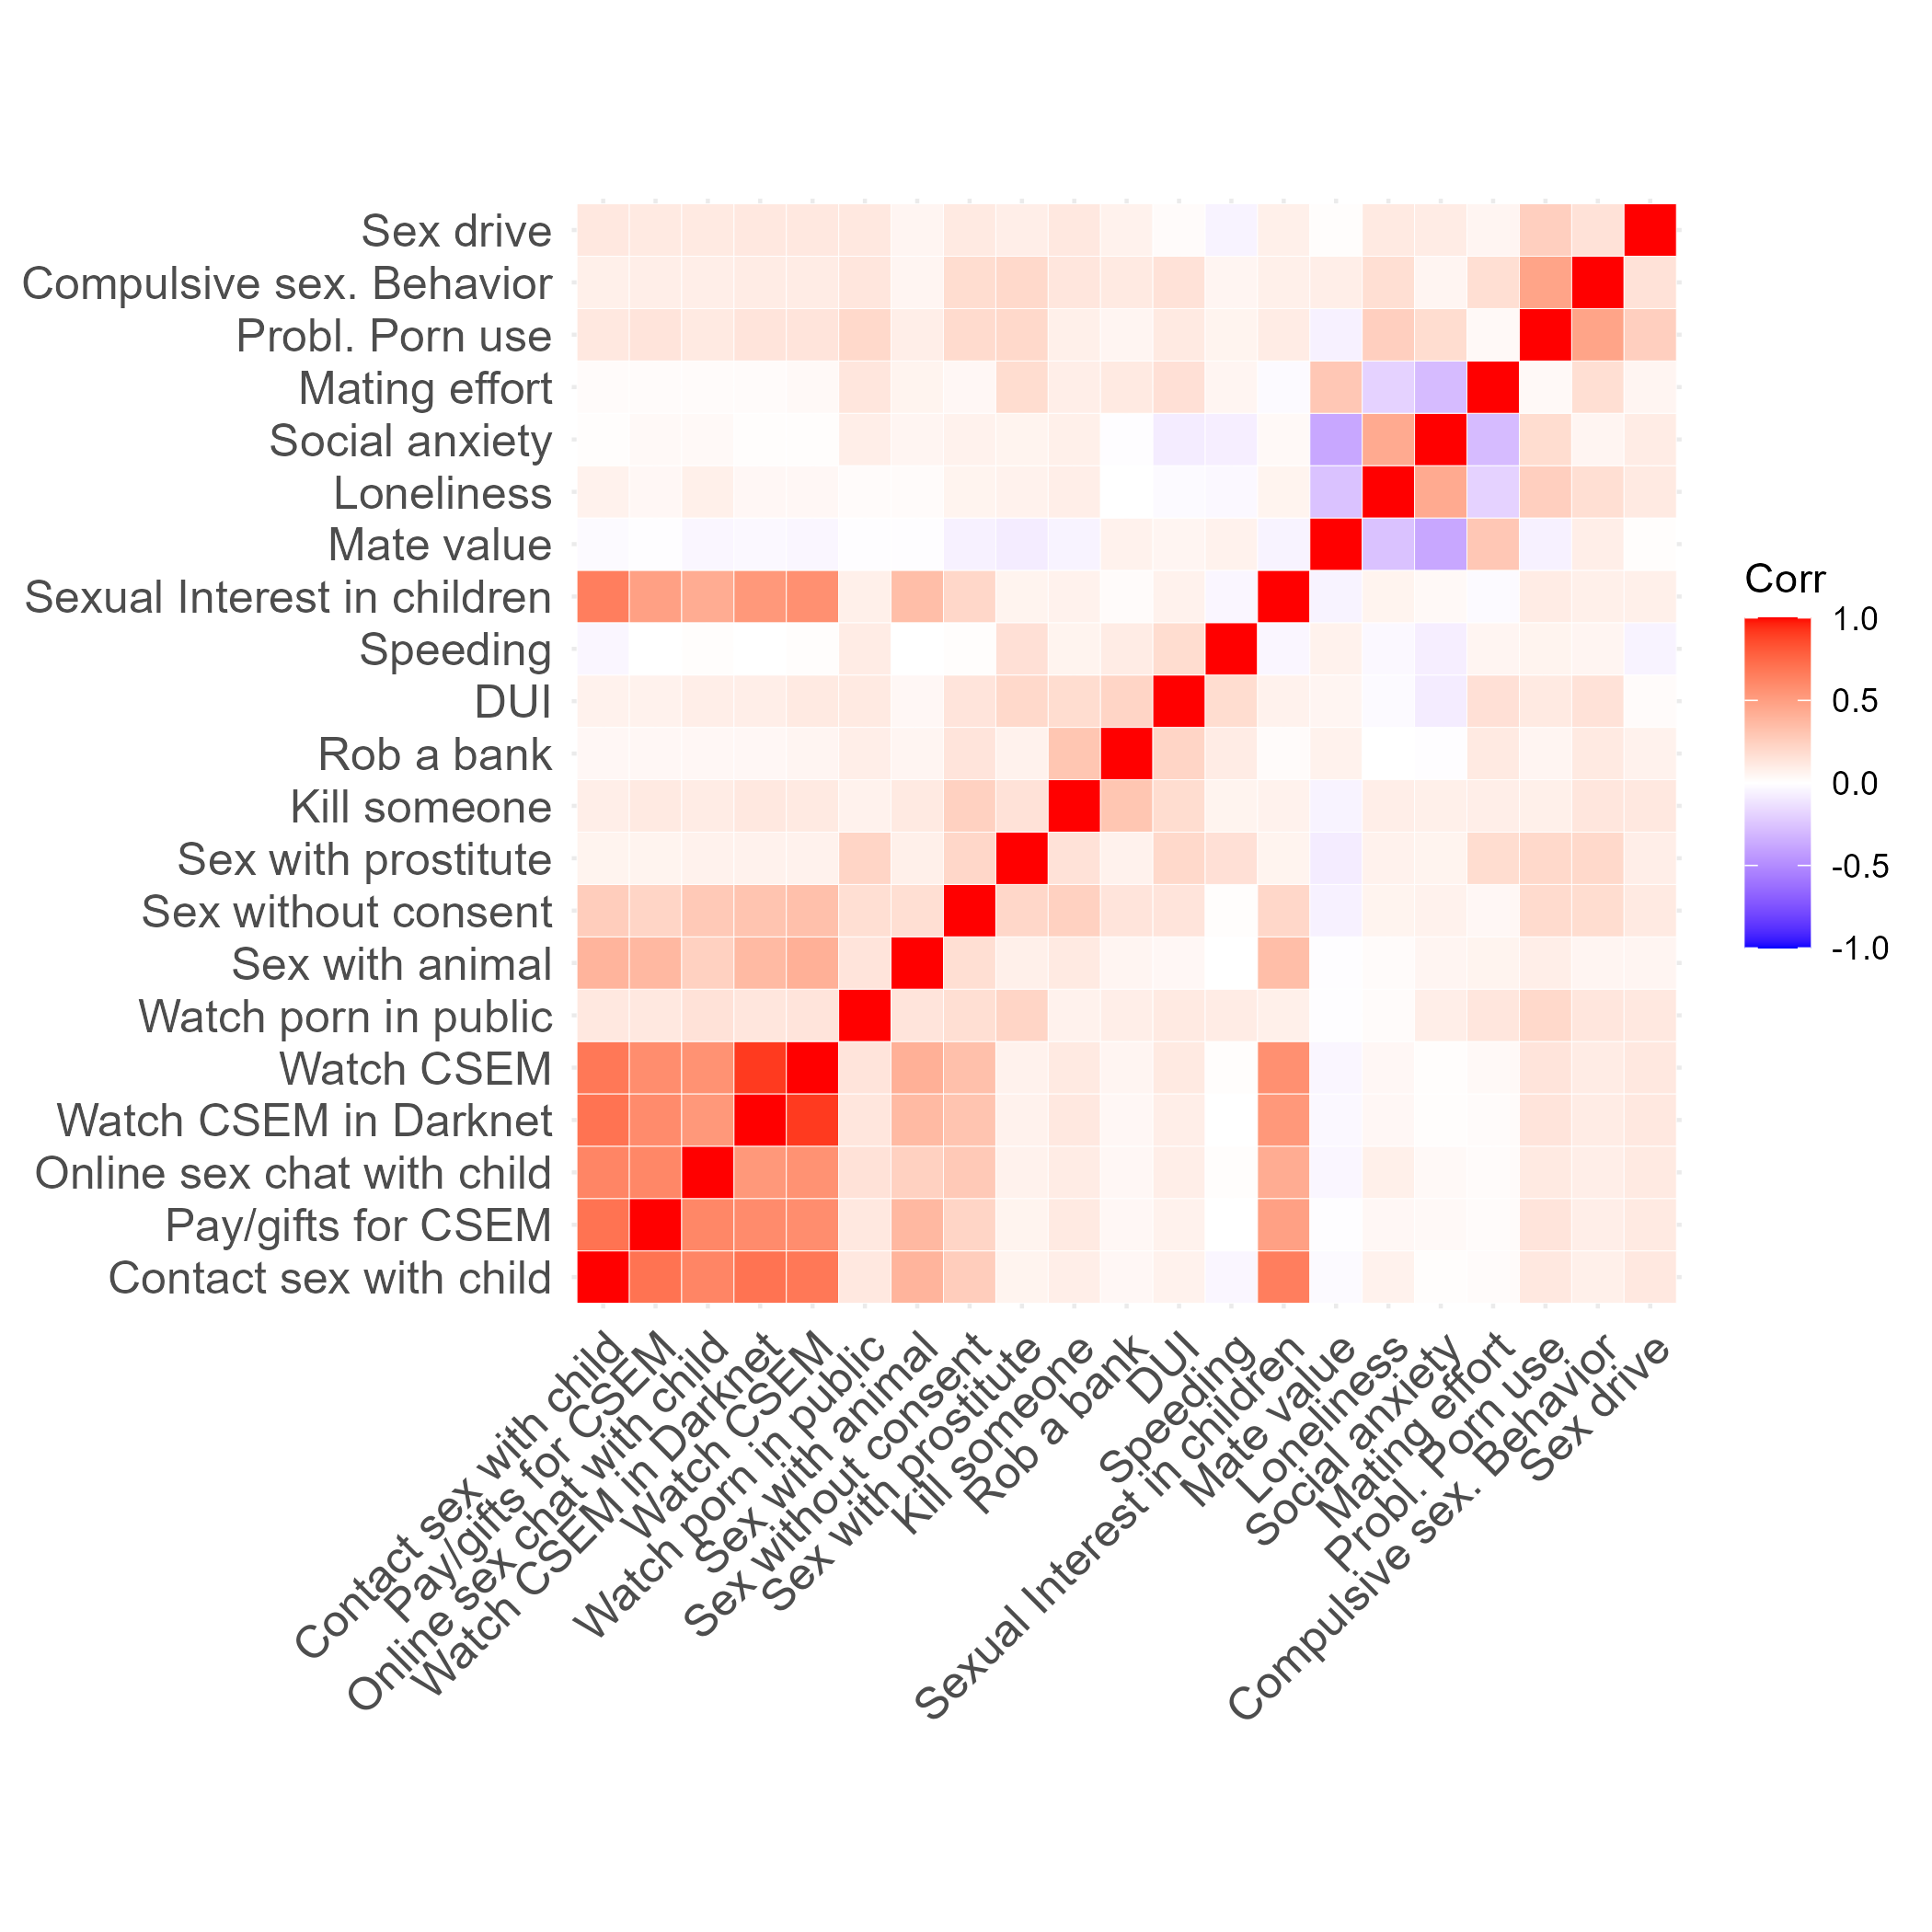 Sex drive
Compulsive sex. Behavior
Probl. Porn use
Mating effort
Social anxiety
Loneliness
Mate value
Sexual Interest in children
Speeding
DUI
Rob a bank
Kill someone
Sex with prostitute
Sex without consent
Sex with animal
Watch porn in public
Watch CSEM
Watch CSEM in Darknet
Online sex chat with child
Pay/gifts for CSEM
Contact sex with child
Contact sex with child
Pay/gifts for CSEM
Online sex chat with child
Watch CSEM in Darknet
Watch CSEM
Watch porn in public
Sex with animal
Sex without consent
Sex with prostitute
Kill someone
Rob a bank
DUI
Speeding
Sexual Interest in children
Mate value
Loneliness
Social anxiety
Mating effort
Probl. Porn use
Compulsive sex. Behavior
Sex drive
Corr
1.0
0.5
0.0
-0.5
-1.0